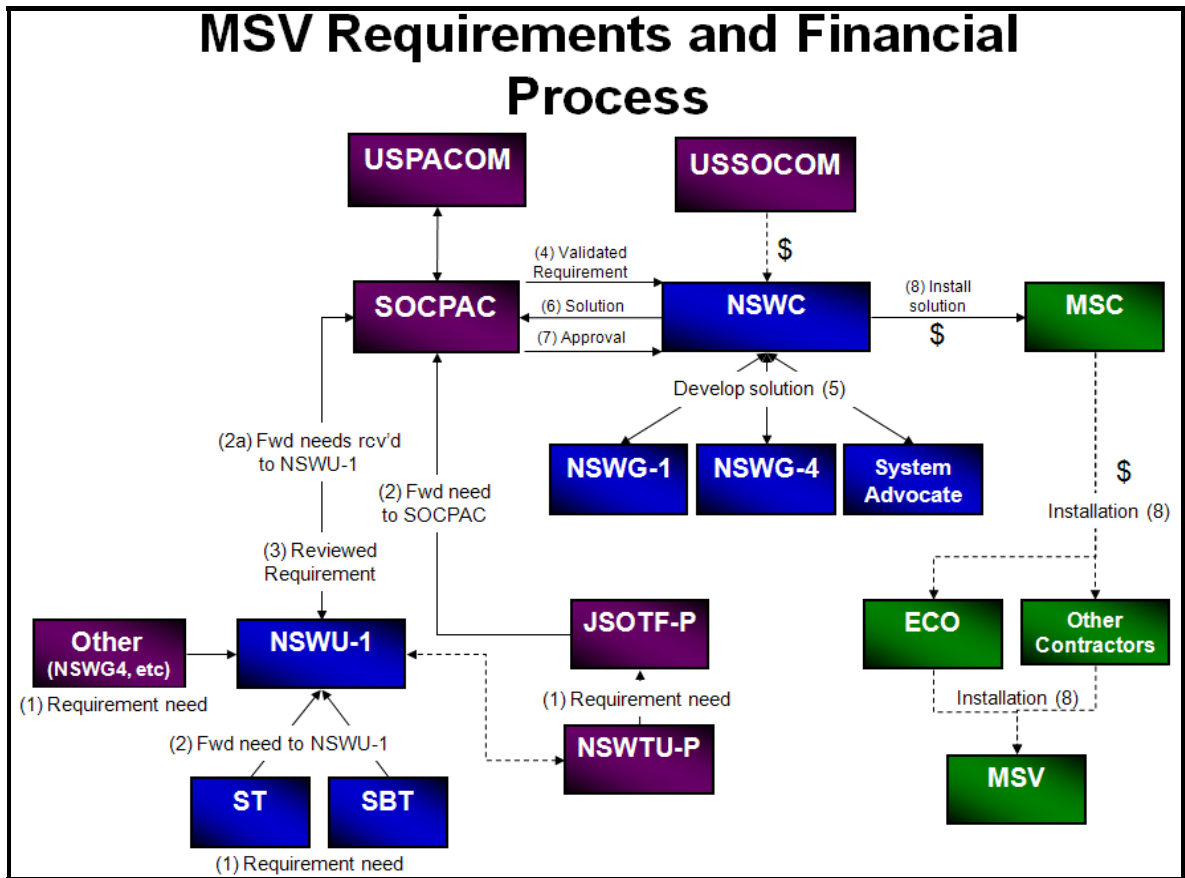 MSV Requirements and Financial
Process
USPACOM
USSOCOM
$
(4) Validated
Requirement
SOCPAC
(6) Solution
(7) Approval
NSWC
(8) Install
solution
$
MSC
Develop solution (5)
(2a) Fwd needs rcv'd
to NSWU-1
NSWG-1
NSWG-4
System
Advocate
$
(2) Fwd need
to SOCPAC
Installation (8)
(3) Reviewed
Requirement
Other
(NSWG4, etc)
NSWU-1
JSOTF-P
ECO
Other
Contractors
(1) Requirement need
(1) Requirement need
Installation (8)
(2) Fwd need to NSWU-1
NSWTU-P
ST
SBT
MSV
(1) Requirement need